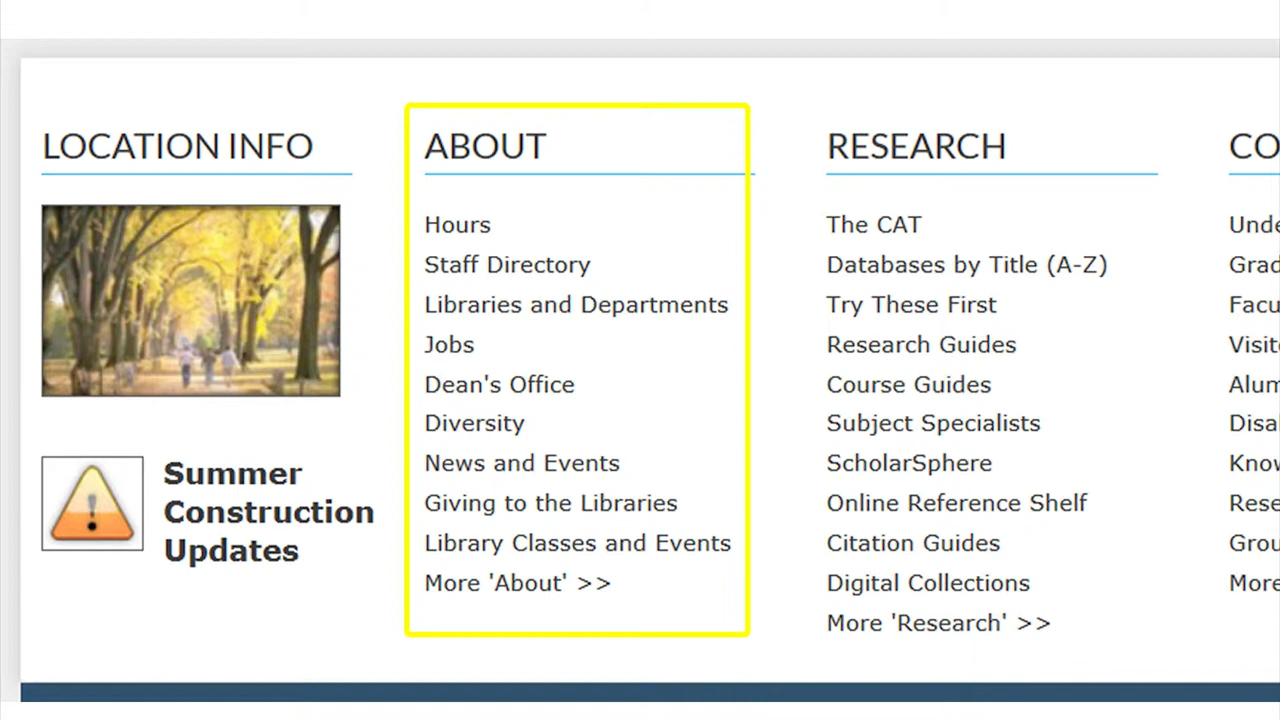 LOCATION INFO
Summer
Construction
Updates
ABOUT
Hours
Staff Directory
Libraries and Departments
Jobs
Dean's Office
Diversity
News and Events
Giving to the Libraries
Library Classes and Events
More 'About' >>
RESEARCH
The CAT
Databases by Title (A-Z)
Try These First
Research Guides
Course Guides
Subject Specialists
ScholarSphere
Online Reference Shelf
Citation Guides
Digital Collections
More 'Research' >>
More